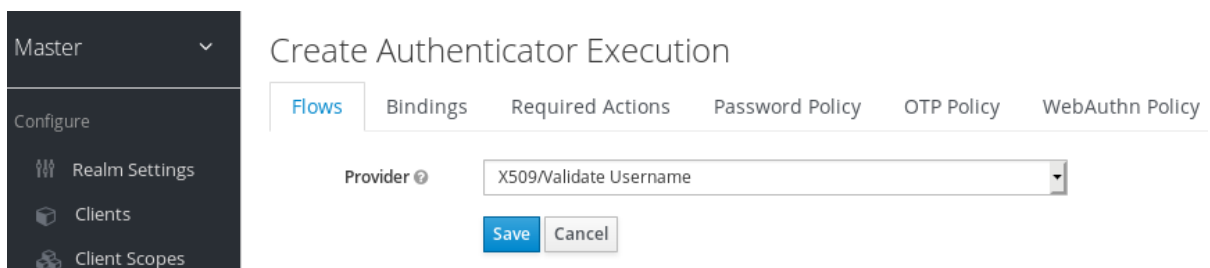 Master
Configure
Realm Settings
Clients
Client Scopes
Create Authenticator Execution
Flows Bindings Required Actions Password Policy OTP Policy WebAuthn Policy
Provider X509/Validate Username
Save Cancel